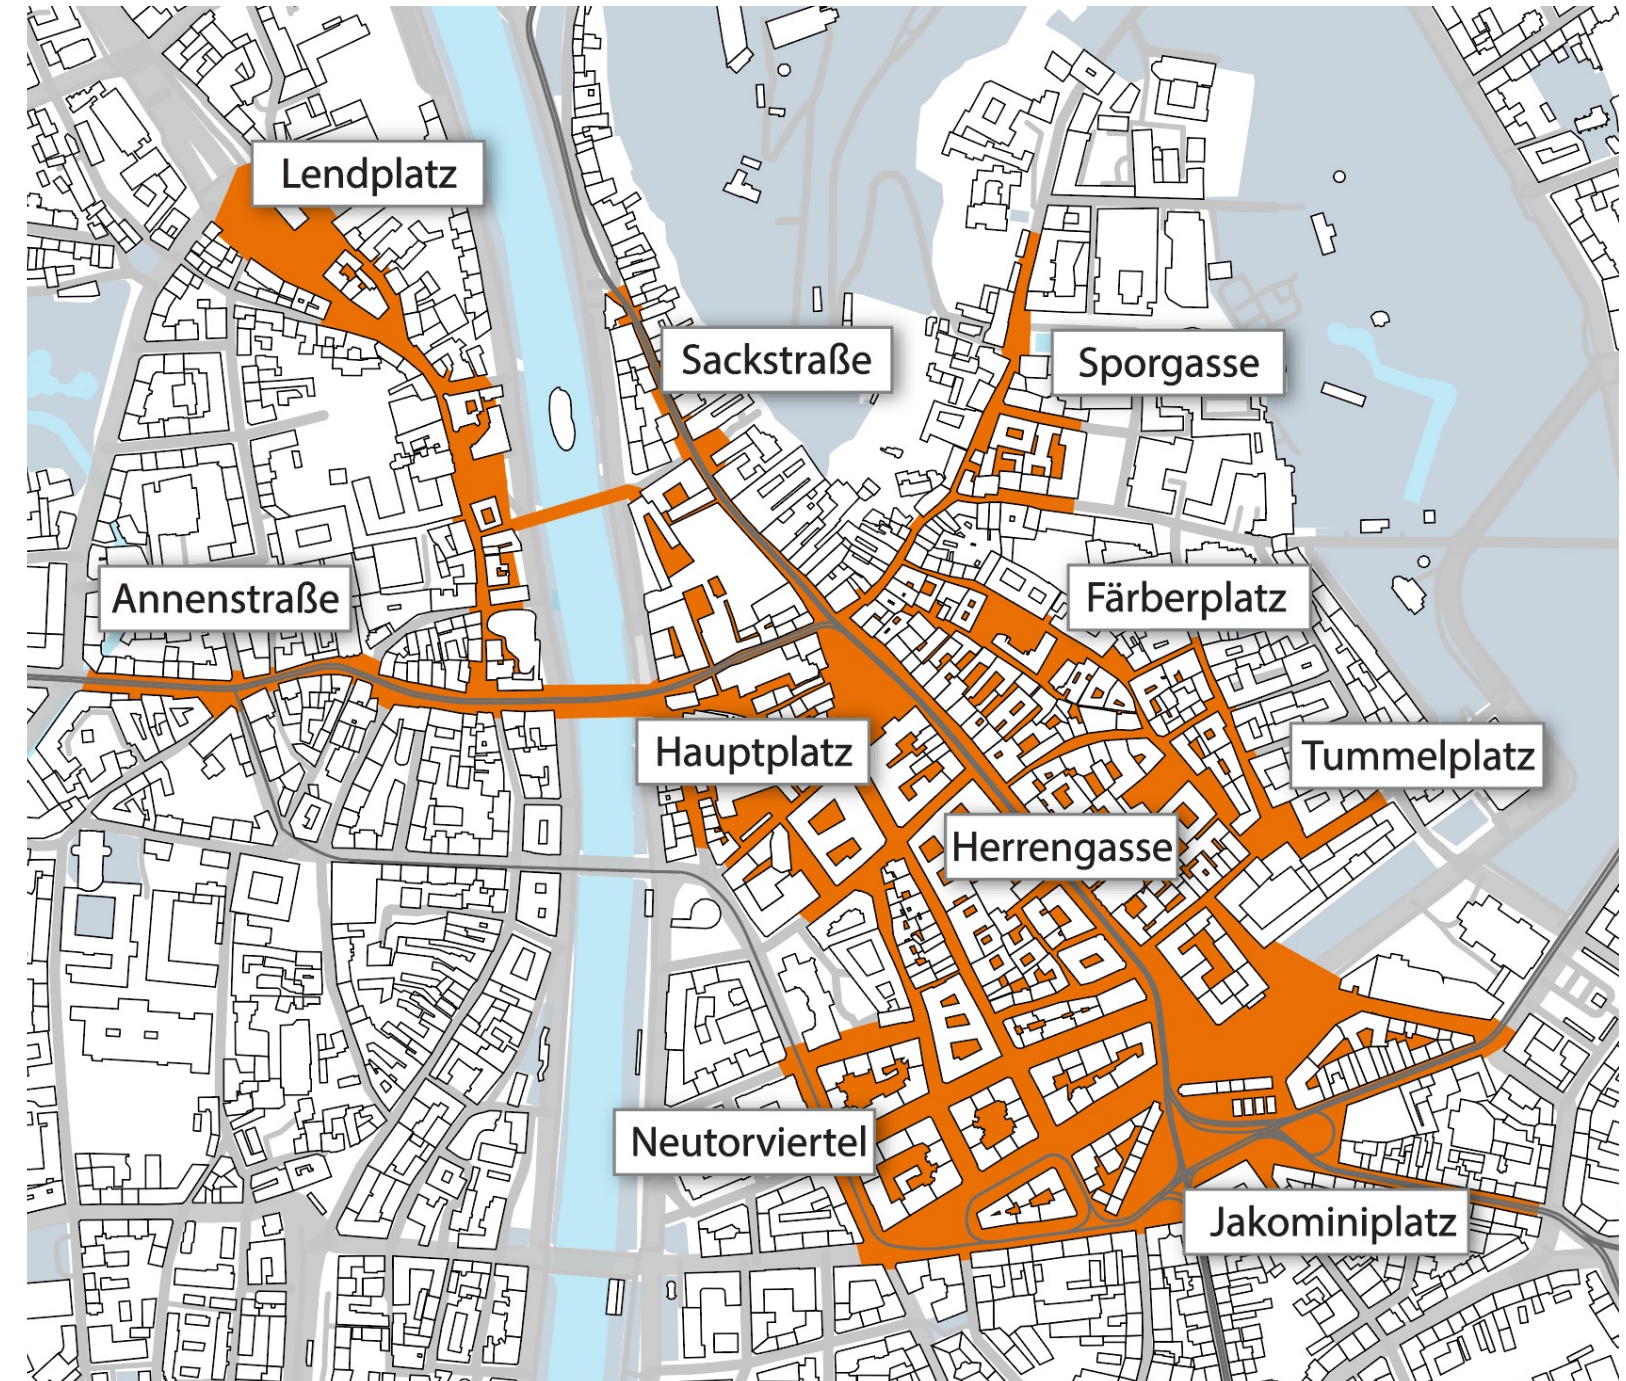 Lendplatz
Sackstraße
Sporgasse
Annenstraße
Färberplatz
Hauptplatz
Tummelplatz
Herrengasse
Neutorviertel
Jakominiplatz